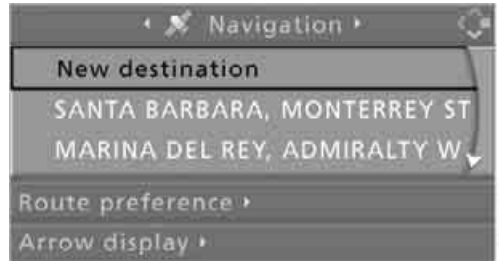 Navigation
New destination
SANTA BARBARA, MONTERREY ST
MARINA DEL REY, ADMIRALTY W
Route preference
Arrow display